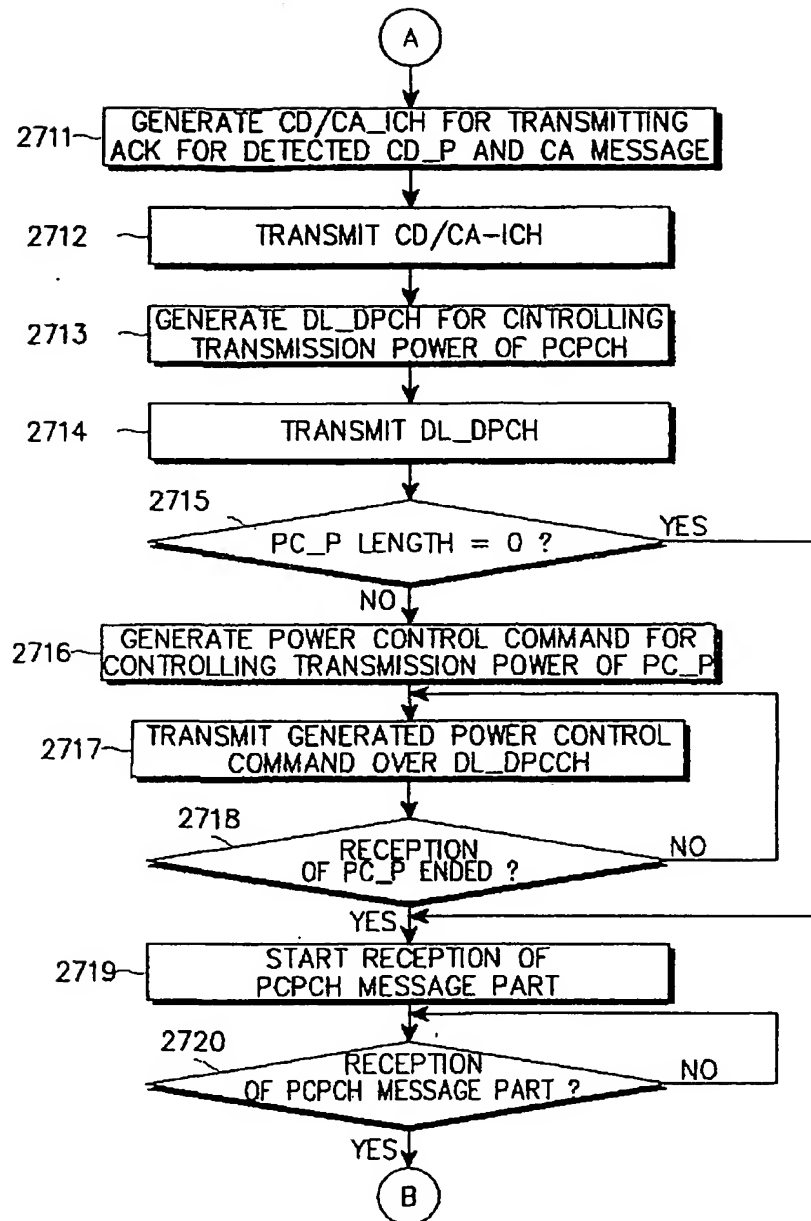 A
2711
GENERATE CD/CA_ICH FOR TRANSMITTING
ACK FOR DETECTED CD_P AND CA MESSAGE
2712
TRANSMIT CD/CA-ICH
2713
GENERATE DL_DPCH FOR CINTROLLING
TRANSMISSION POWER OF PCPCH
2714
TRANSMIT DL_DPCH
2715
PC_P LENGTH = 0 ?
YES
NO
2716
GENERATE POWER CONTROL COMMAND FOR
CONTROLLING TRANSMISSION POWER OF PC_P
2717
TRANSMIT GENERATED POWER CONTROL
COMMAND OVER DL_DPCCH
2718
RECEPTION
OF PC_P ENDED ?
NO
YES
2719
START RECEPTION OF
PCPCH MESSAGE PART
2720
RECEPTION
OF PCPCH MESSAGE PART ?
NO
YES
B